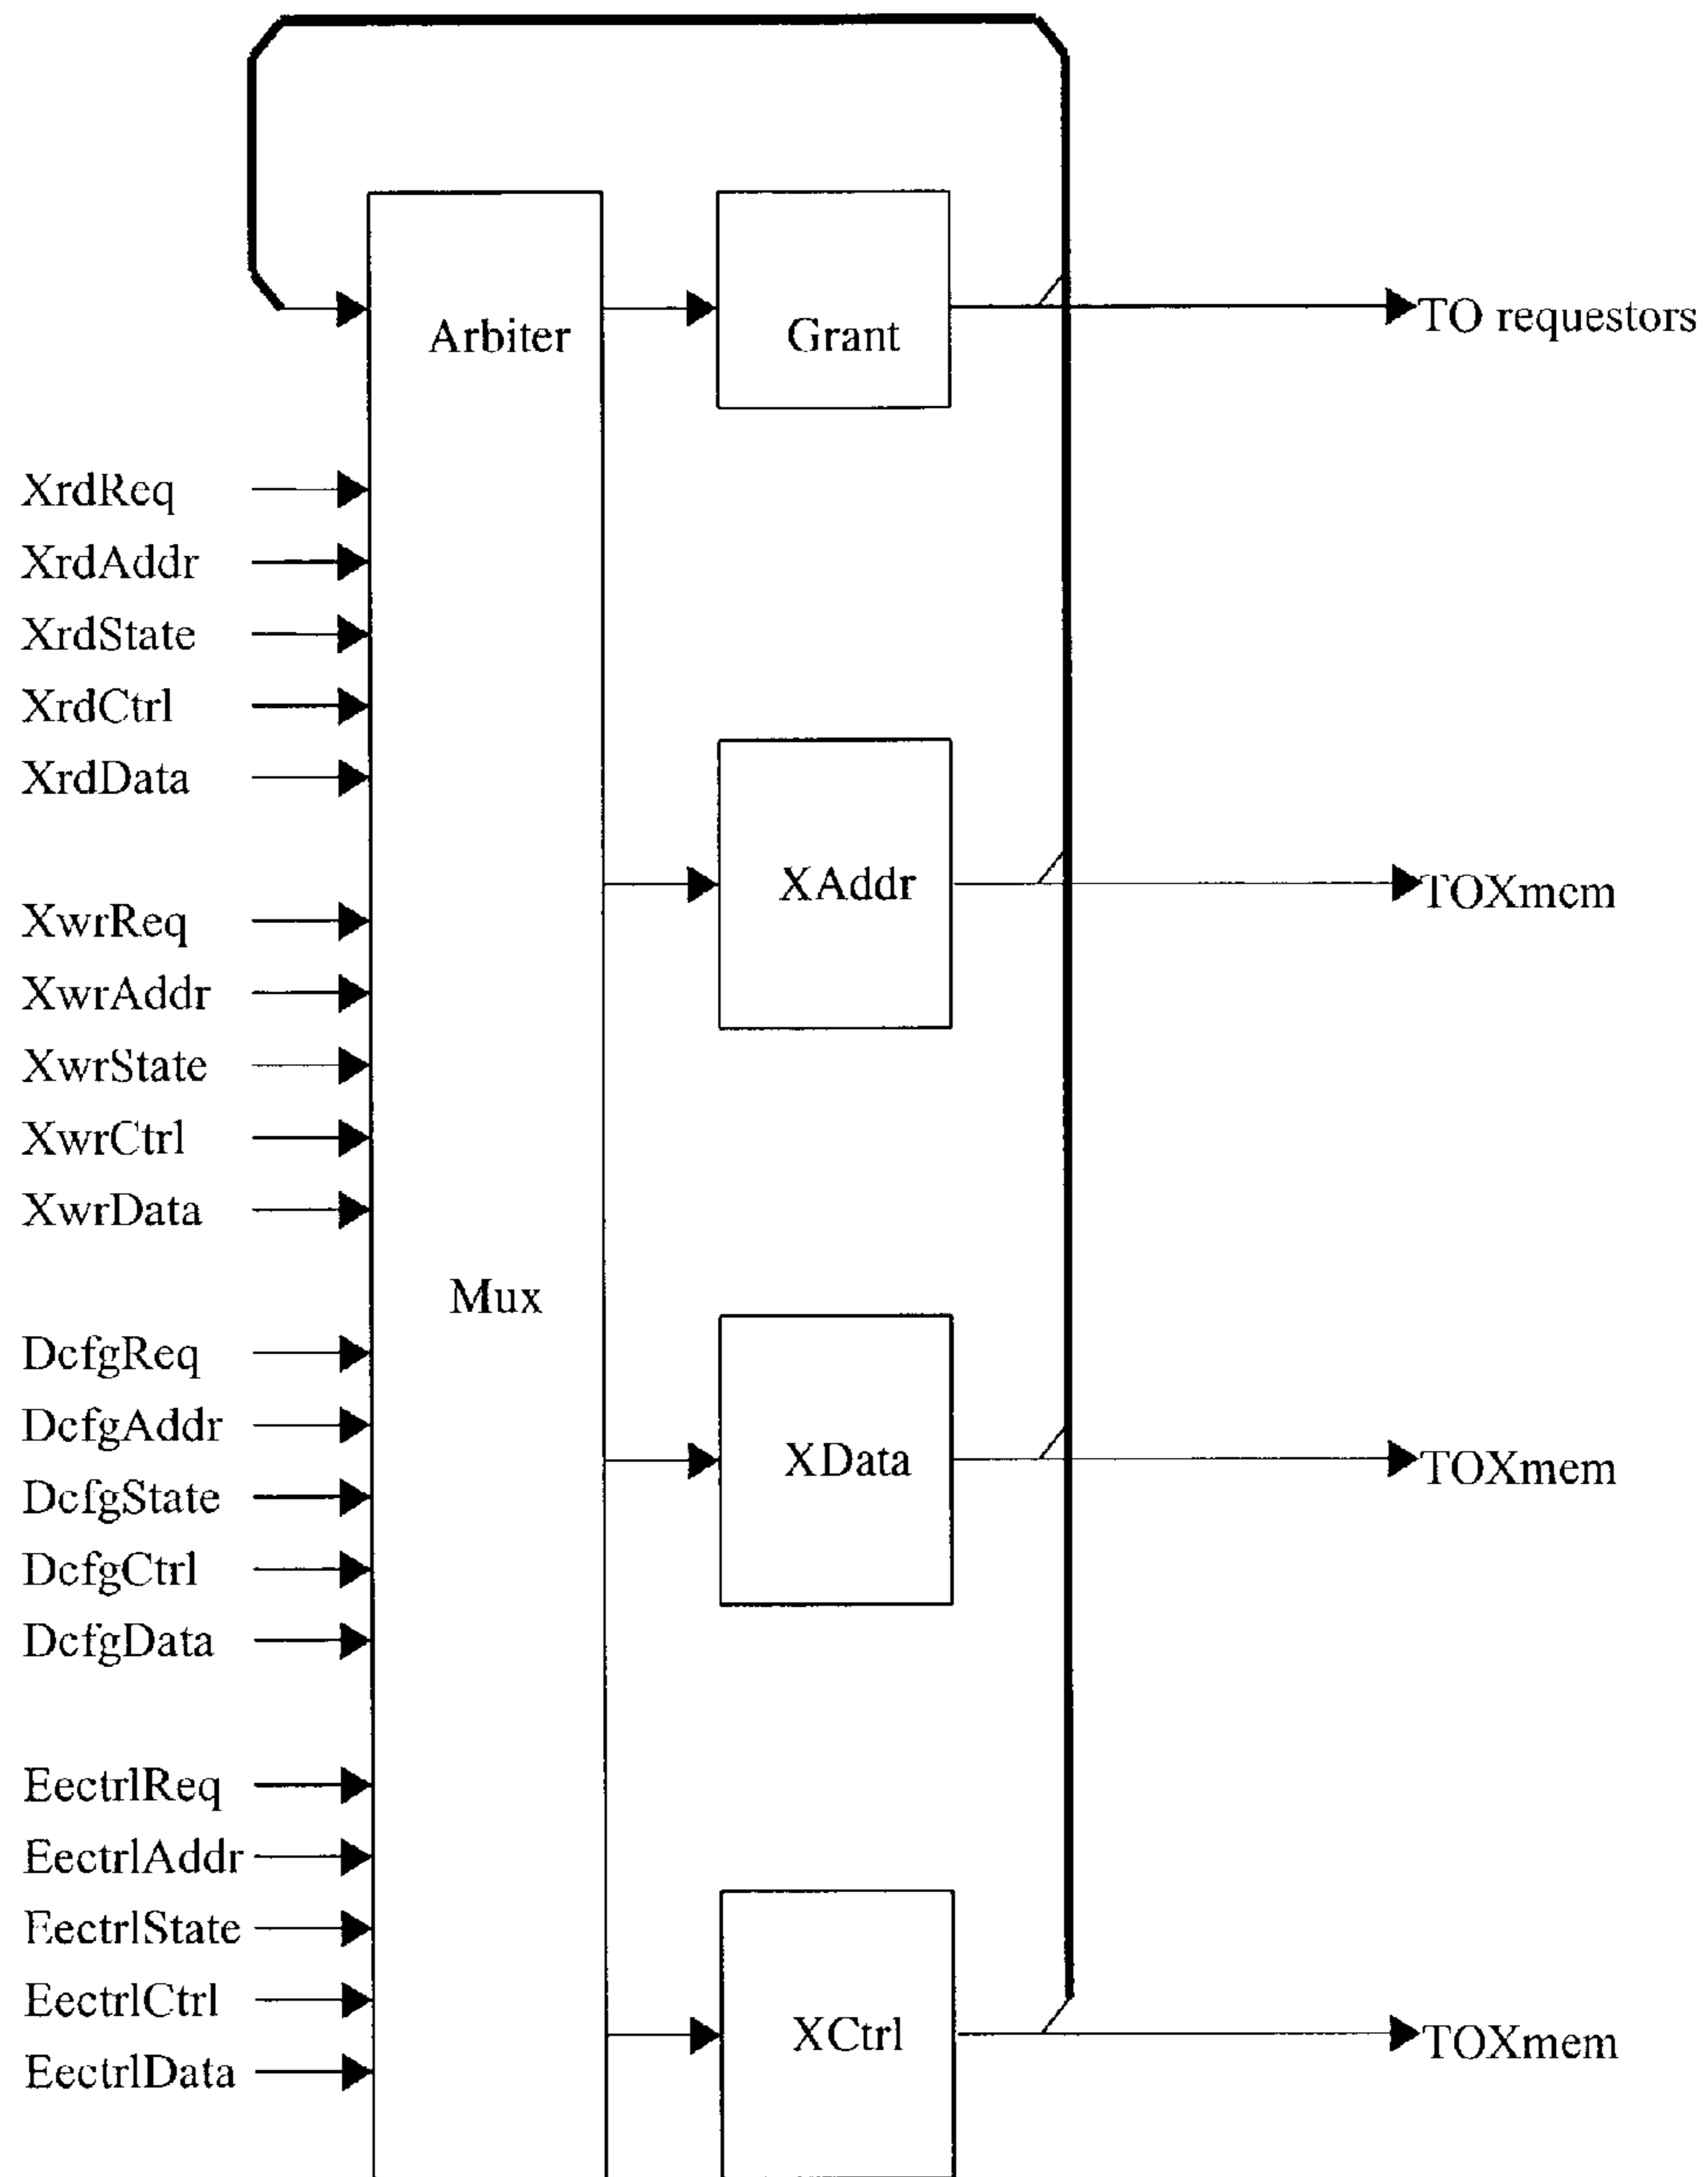 Arbiter
Grant
TO requestors
XrdReq
XrdAddr
XrdState
XrdCtrl
XrdData
XAddr
TOXmem
XwrReq
XwrAddr
XwrState
XwrCtrl
XwrData
Mux
DcfgReq
DcfgAddr
DcfgState
DcfgCtrl
DcfgData
XData
TOXmem
EectrlReq
EectrlAddr
EectrlState
EectrlCtrl
EectrlData
XCtrl
TOXmem